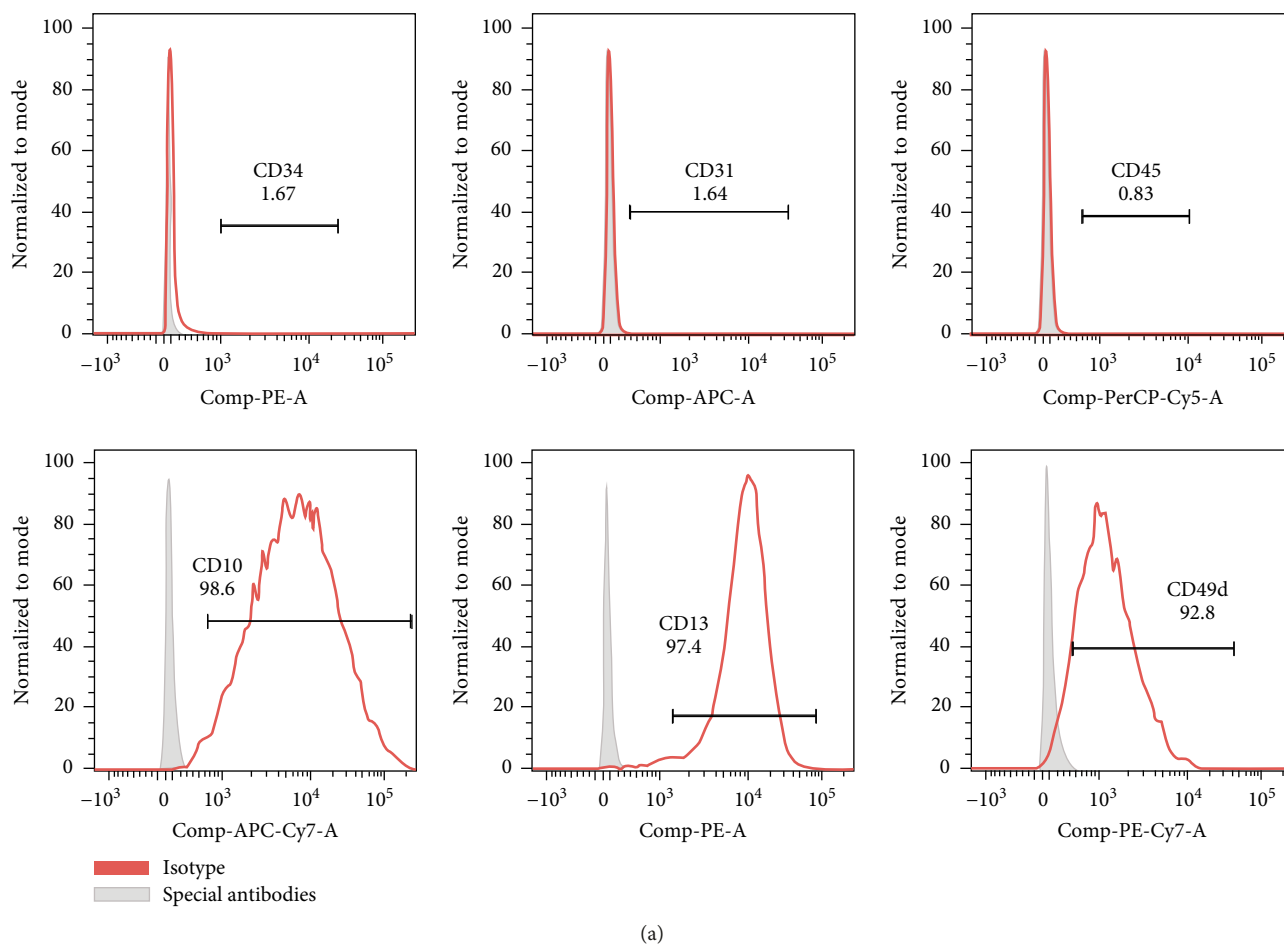 100
80
60
40
20
0
Normalized to mode
CD34
1.67
−10³ 0 10³ 10⁴ 10⁵
Comp-PE-A
100
80
60
40
20
0
Normalized to mode
CD31
1.64
−10³ 0 10³ 10⁴ 10⁵
Comp-APC-A
100
80
60
40
20
0
Normalized to mode
CD45
0.83
−10³ 0 10³ 10⁴ 10⁵
Comp-PerCP-Cy5-A
100
80
60
40
20
0
Normalized to mode
CD10
98.6
−10³ 0 10³ 10⁴ 10⁵
Comp-APC-Cy7-A
100
80
60
40
20
0
Normalized to mode
CD13
97.4
−10³ 0 10³ 10⁴ 10⁵
Comp-PE-A
100
80
60
40
20
0
Normalized to mode
CD49d
92.8
−10³ 0 10³ 10⁴ 10⁵
Comp-PE-Cy7-A
Isotype
Special antibodies
(a)